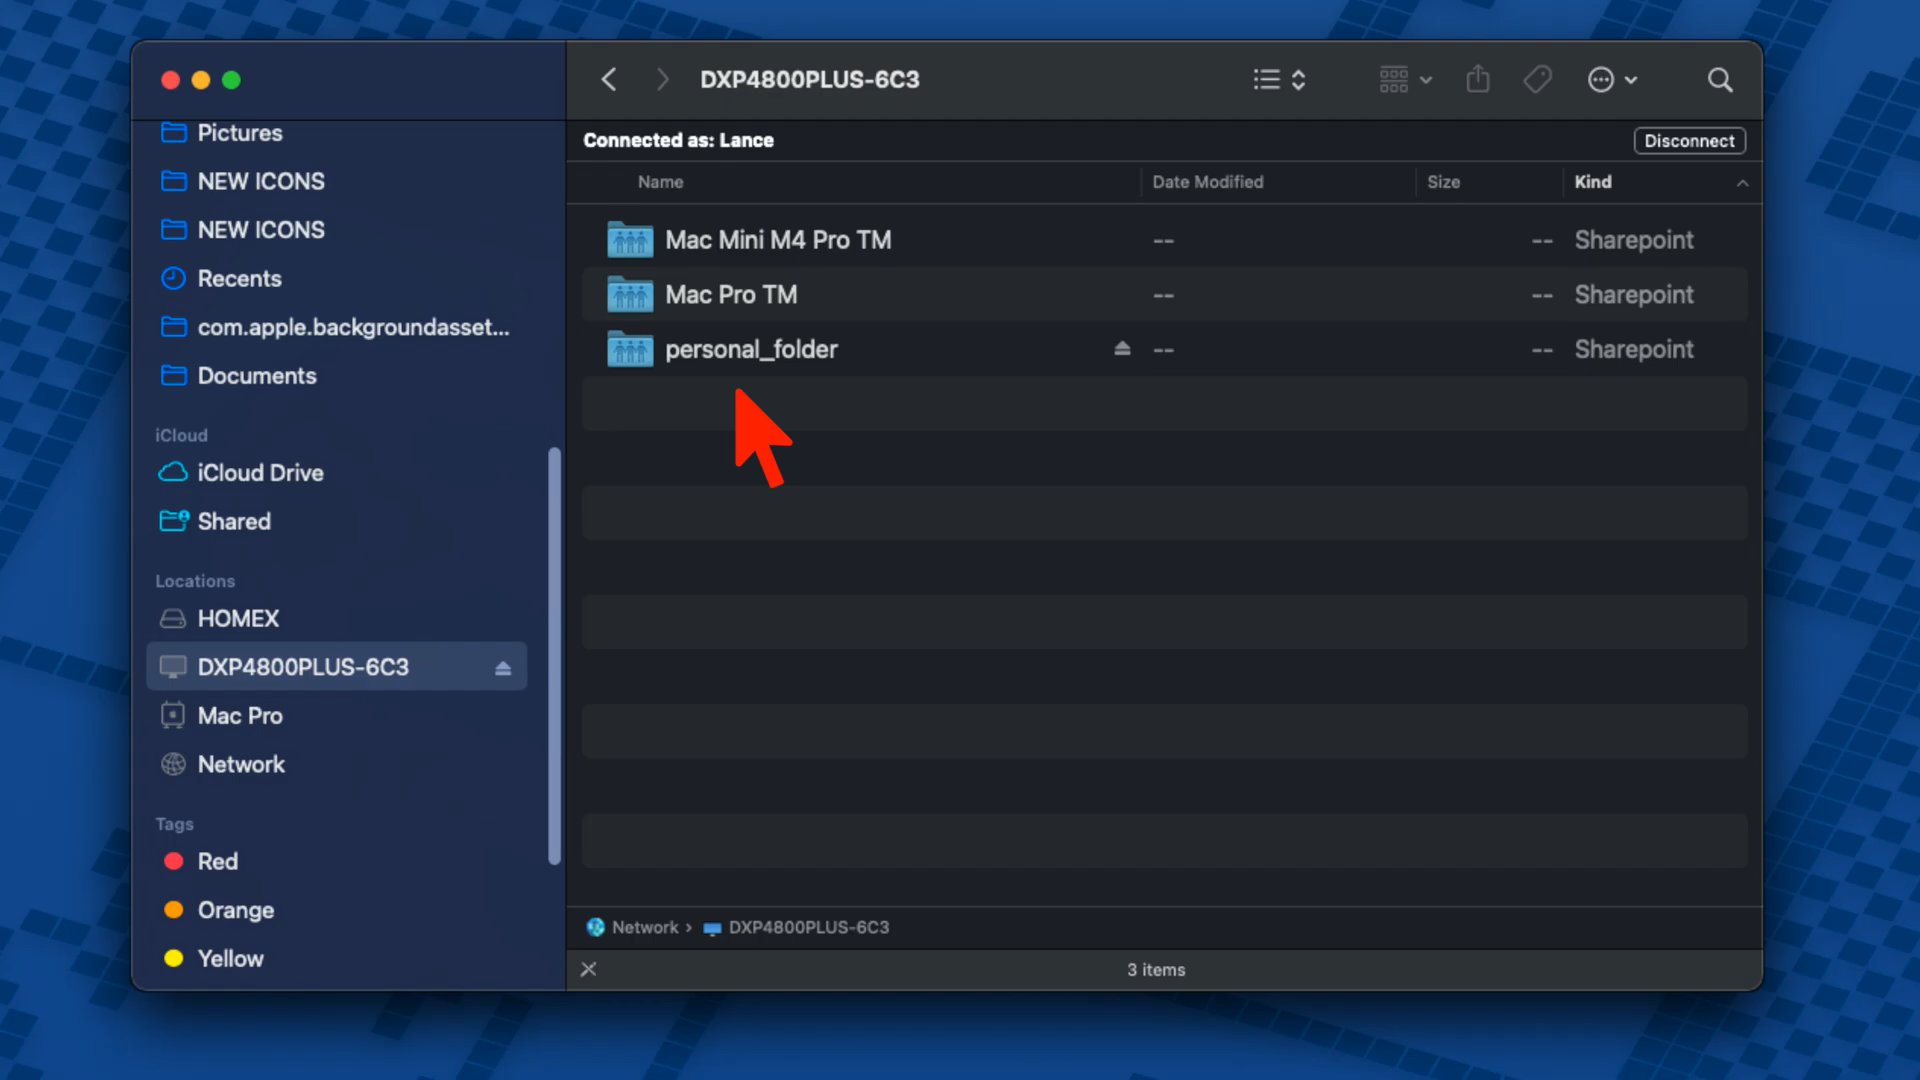 DXP4800PLUS-6C3
Pictures
NEW ICONS
NEW ICONS
Recents
com.apple.backgroundasset...
Documents
iCloud
iCloud Drive
Shared
Locations
HOMEX
DXP4800PLUS-6C3
Mac Pro
Network
Tags
Red
Orange
Yellow
Connected as: Lance Disconnect
Name Date Modified Size Kind
Mac Mini M4 Pro TM -- -- Sharepoint
Mac Pro TM -- -- Sharepoint
personal_folder -- -- Sharepoint
Network › DXP4800PLUS-6C3
3 items